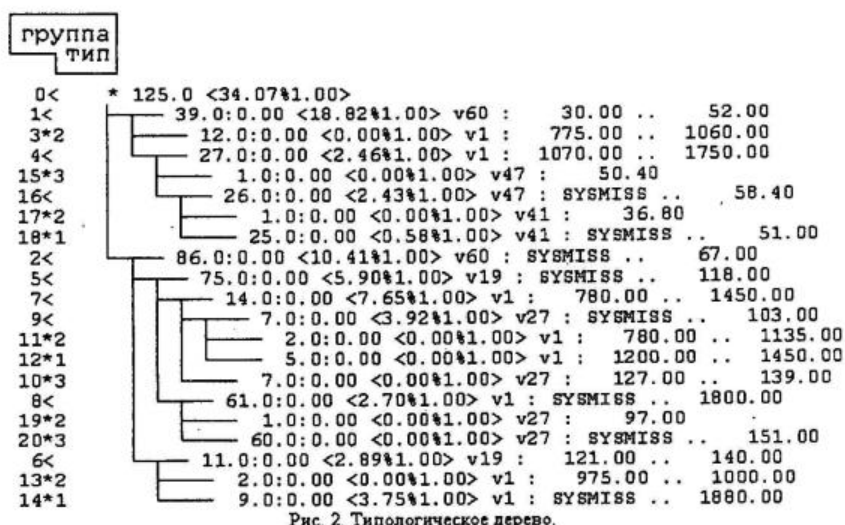 группа
тип
0< * 125.0 <34.07%1.00>
1< 39.0:0.00 <18.82%1.00> v60 : 30.00 .. 52.00
3*2 12.0:0.00 <0.00%1.00> v1 : 775.00 .. 1060.00
4< 27.0:0.00 <2.46%1.00> v1 : 1070.00 .. 1750.00
15*3 1.0:0.00 <0.00%1.00> v47 : 50.40
16< 26.0:0.00 <2.43%1.00> v47 : SYSMISS .. 58.40
17*2 1.0:0.00 <0.00%1.00> v41 : 36.80
18*1 25.0:0.00 <0.58%1.00> v41 : SYSMISS .. 51.00
2< 86.0:0.00 <10.41%1.00> v60 : SYSMISS .. 67.00
5< 75.0:0.00 <5.90%1.00> v19 : SYSMISS .. 118.00
7< 14.0:0.00 <7.65%1.00> v1 : 780.00 .. 1450.00
9< 7.0:0.00 <3.92%1.00> v27 : SYSMISS .. 103.00
11*2 2.0:0.00 <0.00%1.00> v1 : 780.00 .. 1135.00
12*1 5.0:0.00 <0.00%1.00> v1 : 1200.00 .. 1450.00
10*3 7.0:0.00 <0.00%1.00> v27 : 127.00 .. 139.00
8< 61.0:0.00 <2.70%1.00> v1 : SYSMISS .. 1800.00
19*2 1.0:0.00 <0.00%1.00> v27 : 97.00
20*3 60.0:0.00 <0.00%1.00> v27 : SYSMISS .. 151.00
6< 11.0:0.00 <2.89%1.00> v19 : 121.00 .. 140.00
13*2 2.0:0.00 <0.00%1.00> v1 : 975.00 .. 1000.00
14*1 9.0:0.00 <3.75%1.00> v1 : SYSMISS .. 1880.00
Рис. 2. Типологическое дерево.